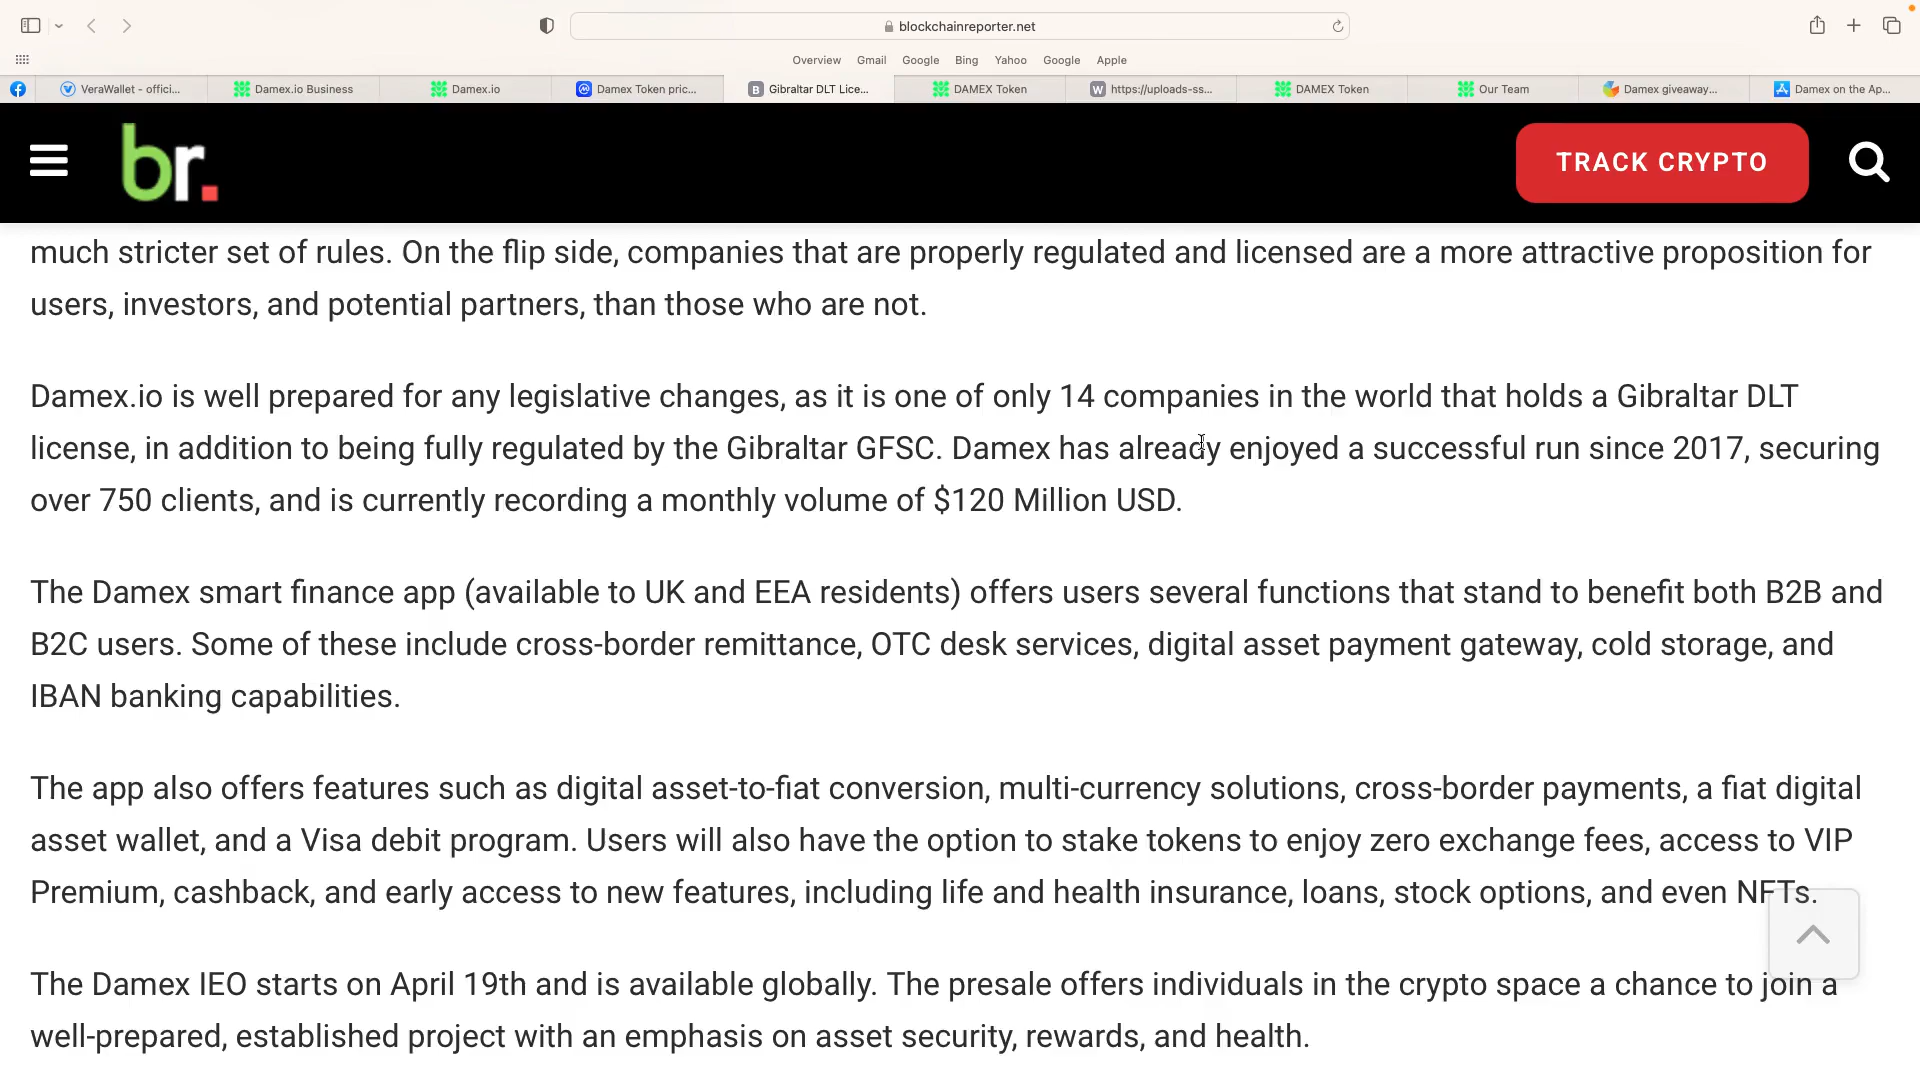 blockchainreporter.net
Overview Gmail Google Bing Yahoo Google Apple
VeraWallet - offici... Damex.io Business Damex.io Damex Token pric... Gibraltar DLT Lice... DAMEX Token https://uploads-ss... DAMEX Token Our Team Damex giveaway... Damex on the Ap...
br.
TRACK CRYPTO
much stricter set of rules. On the flip side, companies that are properly regulated and licensed are a more attractive proposition for
users, investors, and potential partners, than those who are not.
Damex.io is well prepared for any legislative changes, as it is one of only 14 companies in the world that holds a Gibraltar DLT
license, in addition to being fully regulated by the Gibraltar GFSC. Damex has already enjoyed a successful run since 2017, securing
over 750 clients, and is currently recording a monthly volume of $120 Million USD.
The Damex smart finance app (available to UK and EEA residents) offers users several functions that stand to benefit both B2B and
B2C users. Some of these include cross-border remittance, OTC desk services, digital asset payment gateway, cold storage, and
IBAN banking capabilities.
The app also offers features such as digital asset-to-fiat conversion, multi-currency solutions, cross-border payments, a fiat digital
asset wallet, and a Visa debit program. Users will also have the option to stake tokens to enjoy zero exchange fees, access to VIP
Premium, cashback, and early access to new features, including life and health insurance, loans, stock options, and even NFTs.
The Damex IEO starts on April 19th and is available globally. The presale offers individuals in the crypto space a chance to join a
well-prepared, established project with an emphasis on asset security, rewards, and health.